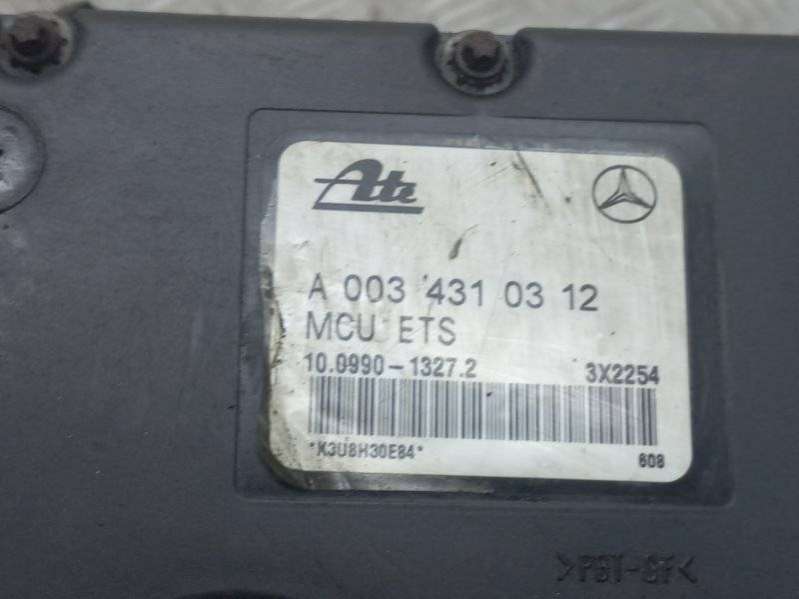 Ate
A 003 431 03 12
MCU ETS
10.0990-1327.2 3X2254
*K3U8H30E84* 608
>PBT-GF<